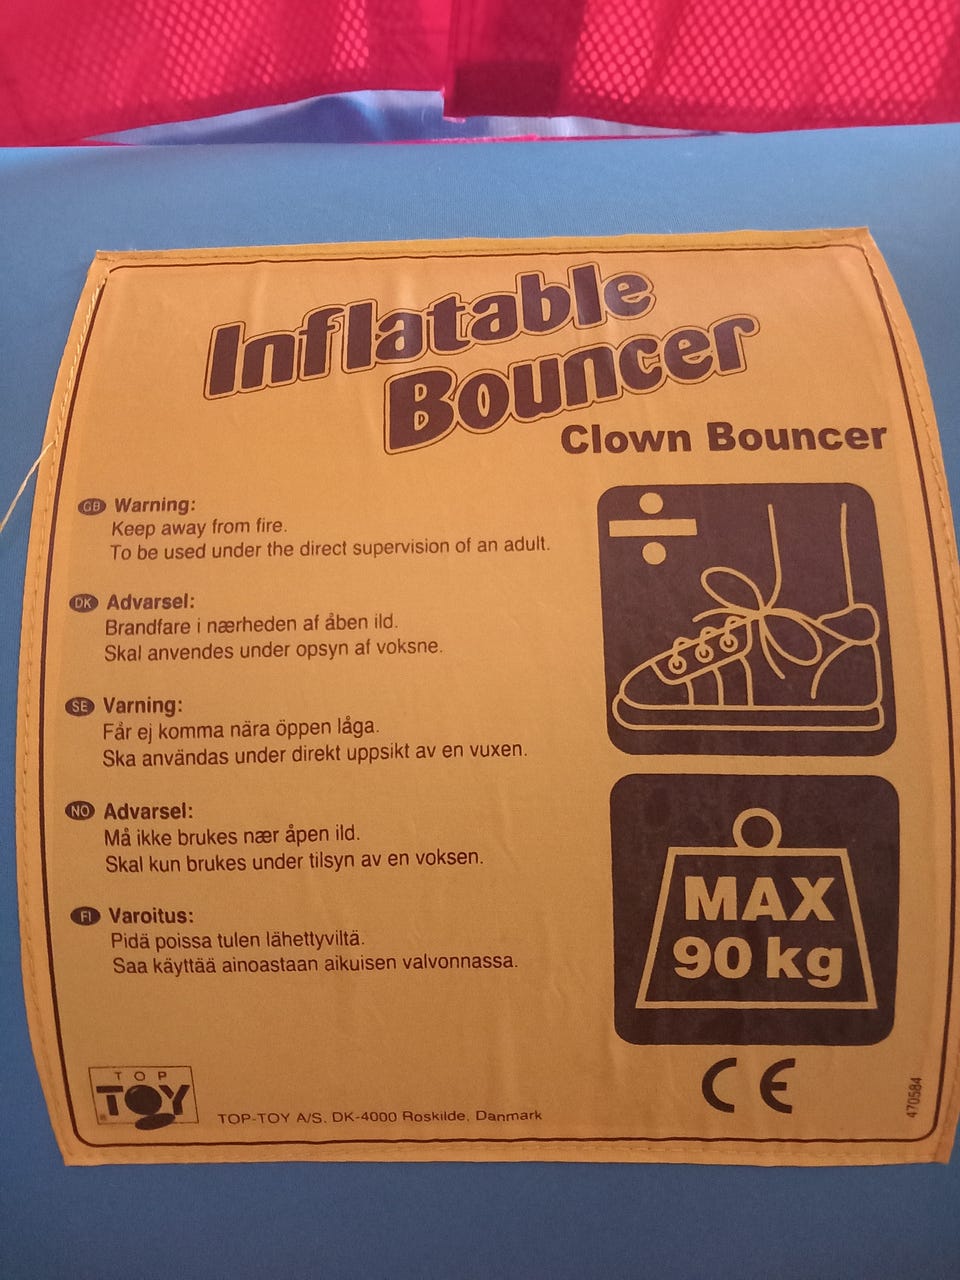 Inflatable
Bouncer
Clown Bouncer
GB Warning:
Keep away from fire.
To be used under the direct supervision of an adult.
DK Advarsel:
Brandfare i nærheden af åben ild.
Skal anvendes under opsyn af voksne.
SE Varning:
Får ej komma nära öppen låga.
Ska användas under direkt uppsikt av en vuxen.
NO Advarsel:
Må ikke brukes nær åpen ild.
Skal kun brukes under tilsyn av en voksen.
FI Varoitus:
Pidä poissa tulen lähettyviltä.
Saa käyttää ainoastaan aikuisen valvonnassa.
MAX
90 kg
CE
TOP
TOY
TOP-TOY A/S, DK-4000 Roskilde, Danmark
470584